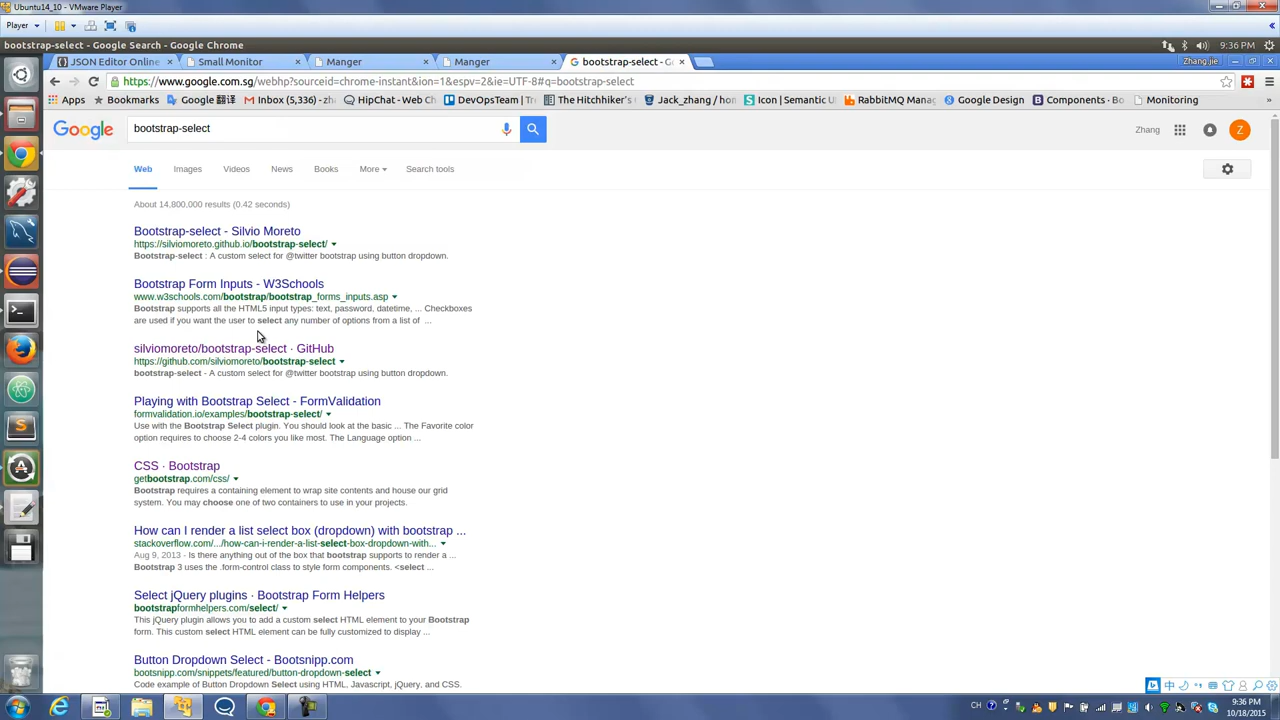 Ubuntu14_10 - VMware Player
Player
bootstrap-select - Google Search - Google Chrome
9:36 PM
JSON Editor Online
Small Monitor
Manger
Manger
bootstrap-select - G
Zhang jie
https://www.google.com.sg/webhp?sourceid=chrome-instant&ion=1&espv=2&ie=UTF-8#q=bootstrap-select
Apps
Bookmarks
Google 翻译
Inbox (5,336) - zh
HipChat - Web C
DevOpsTeam
The Hitchhiker's
Jack_zhang / ho
Icon | Semantic U
RabbitMQ Manag
Google Design
Components · Bo
Monitoring
Google
bootstrap-select
Zhang
Z
Web
Images
Videos
News
Books
More
Search tools
About 14,800,000 results (0.42 seconds)
Bootstrap-select - Silvio Moreto
https://silviomoreto.github.io/bootstrap-select/
Bootstrap-select : A custom select for @twitter bootstrap using button dropdown.
Bootstrap Form Inputs - W3Schools
www.w3schools.com/bootstrap/bootstrap_forms_inputs.asp
Bootstrap supports all the HTML5 input types: text, password, datetime, ... Checkboxes
are used if you want the user to select any number of options from a list of ...
silviomoreto/bootstrap-select · GitHub
https://github.com/silviomoreto/bootstrap-select
bootstrap-select - A custom select for @twitter bootstrap using button dropdown.
Playing with Bootstrap Select - FormValidation
formvalidation.io/examples/bootstrap-select/
Use with the Bootstrap Select plugin. You should look at the basic ... The Favorite color
option requires to choose 2-4 colors you like most. The Language option ...
CSS · Bootstrap
getbootstrap.com/css/
Bootstrap requires a containing element to wrap site contents and house our grid
system. You may choose one of two containers to use in your projects.
How can I render a list select box (dropdown) with bootstrap ...
stackoverflow.com/.../how-can-i-render-a-list-select-box-dropdown-with...
Aug 9, 2013 - Is there anything out of the box that bootstrap supports to render a ...
Bootstrap 3 uses the .form-control class to style form components. <select ...
Select jQuery plugins · Bootstrap Form Helpers
bootstrapformhelpers.com/select/
This jQuery plugin allows you to add a custom select HTML element to your Bootstrap
form. This custom select HTML element can be fully customized to display ...
Button Dropdown Select - Bootsnipp.com
bootsnipp.com/snippets/featured/button-dropdown-select
Code example of Button Dropdown Select using HTML, Javascript, jQuery, and CSS.
中
CH
9:36 PM
10/18/2015